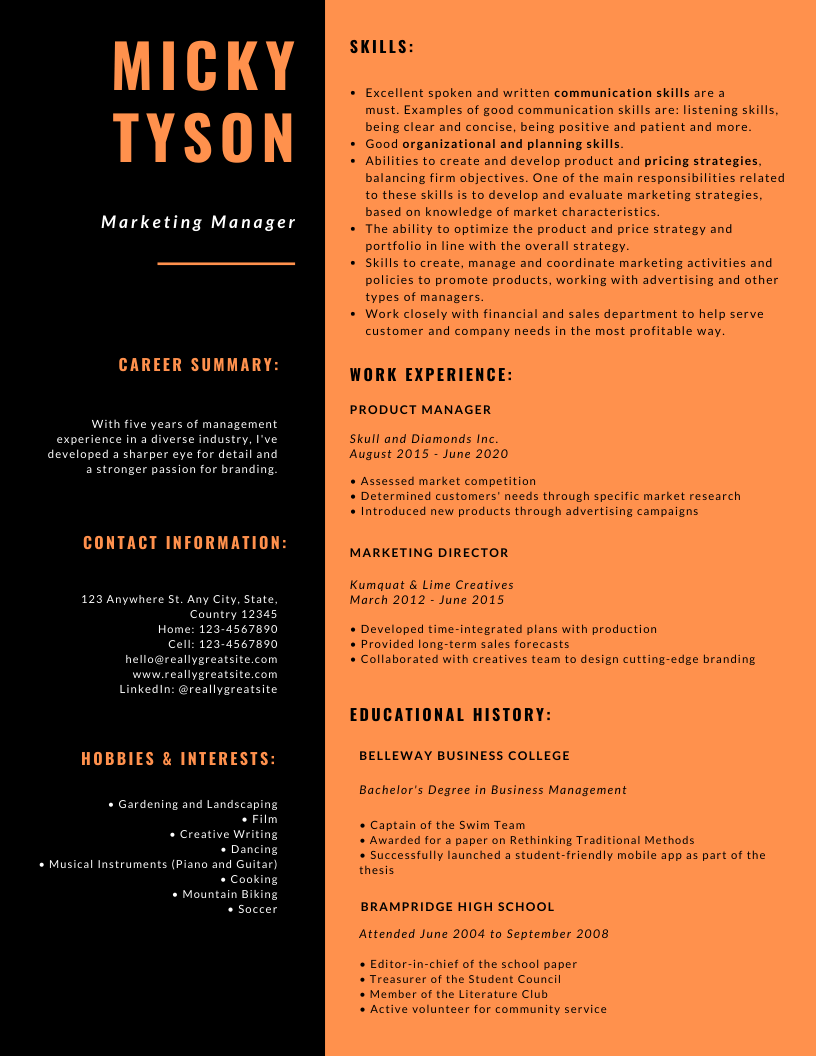 MICKY
TYSON
Marketing Manager
CAREER SUMMARY:
With five years of management
experience in a diverse industry, I've
developed a sharper eye for detail and
a stronger passion for branding.
CONTACT INFORMATION:
123 Anywhere St. Any City, State,
Country 12345
Home: 123-4567890
Cell: 123-4567890
hello@reallygreatsite.com
www.reallygreatsite.com
LinkedIn: @reallygreatsite
HOBBIES & INTERESTS:
• Gardening and Landscaping
• Film
• Creative Writing
• Dancing
• Musical Instruments (Piano and Guitar)
• Cooking
• Mountain Biking
• Soccer
SKILLS:
• Excellent spoken and written communication skills are a
must. Examples of good communication skills are: listening skills,
being clear and concise, being positive and patient and more.
• Good organizational and planning skills.
• Abilities to create and develop product and pricing strategies,
balancing firm objectives. One of the main responsibilities related
to these skills is to develop and evaluate marketing strategies,
based on knowledge of market characteristics.
• The ability to optimize the product and price strategy and
portfolio in line with the overall strategy.
• Skills to create, manage and coordinate marketing activities and
policies to promote products, working with advertising and other
types of managers.
• Work closely with financial and sales department to help serve
customer and company needs in the most profitable way.
WORK EXPERIENCE:
PRODUCT MANAGER
Skull and Diamonds Inc.
August 2015 - June 2020
• Assessed market competition
• Determined customers' needs through specific market research
• Introduced new products through advertising campaigns
MARKETING DIRECTOR
Kumquat & Lime Creatives
March 2012 - June 2015
• Developed time-integrated plans with production
• Provided long-term sales forecasts
• Collaborated with creatives team to design cutting-edge branding
EDUCATIONAL HISTORY:
BELLEWAY BUSINESS COLLEGE
Bachelor's Degree in Business Management
• Captain of the Swim Team
• Awarded for a paper on Rethinking Traditional Methods
• Successfully launched a student-friendly mobile app as part of the
thesis
BRAMPRIDGE HIGH SCHOOL
Attended June 2004 to September 2008
• Editor-in-chief of the school paper
• Treasurer of the Student Council
• Member of the Literature Club
• Active volunteer for community service